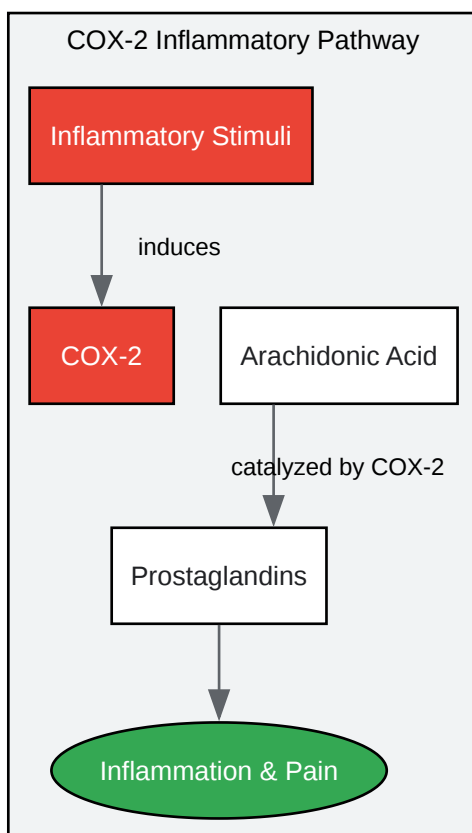 COX-2 Inflammatory Pathway
Inflammatory Stimuli
induces
COX-2
Arachidonic Acid
catalyzed by COX-2
Prostaglandins
Inflammation & Pain